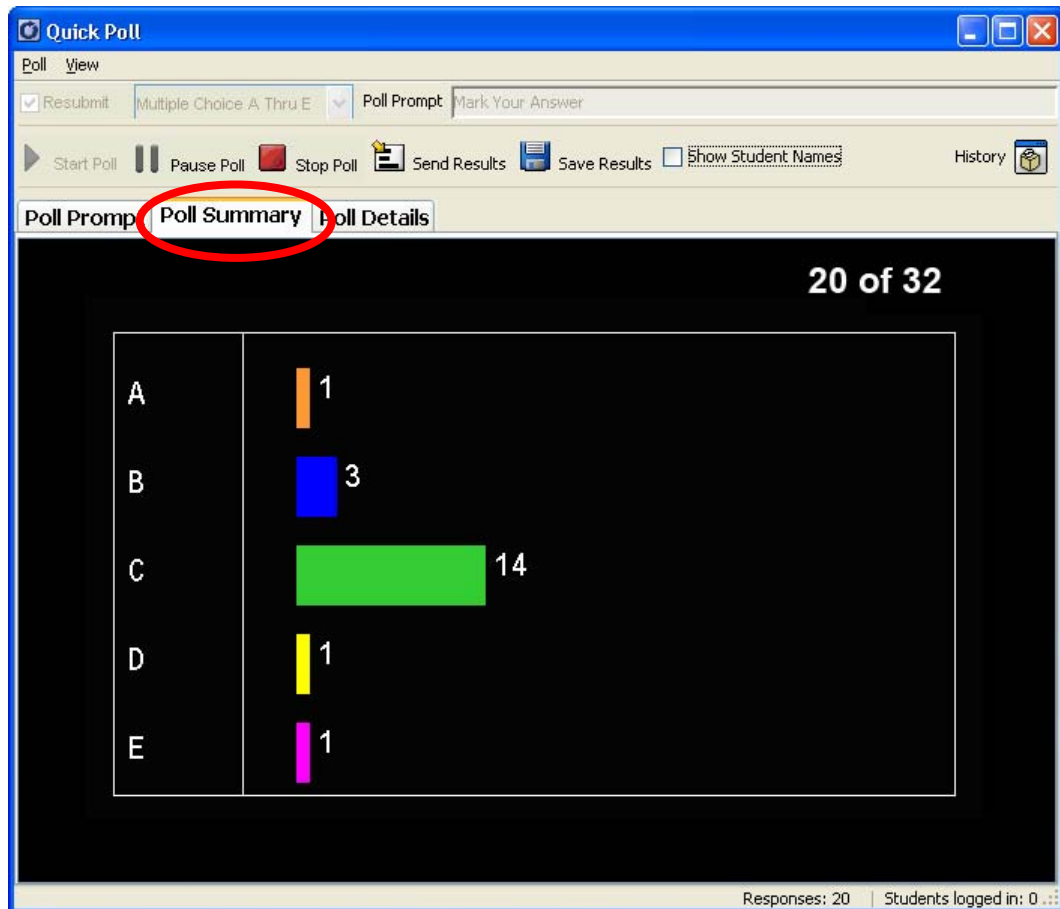 Quick Poll
Poll View
Resubmit Multiple Choice A Thru E Poll Prompt Mark Your Answer
Start Poll Pause Poll Stop Poll Send Results Save Results Show Student Names History
Poll Promp Poll Summary Poll Details
20 of 32
A 1
B 3
C 14
D 1
E 1
Responses: 20 Students logged in: 0